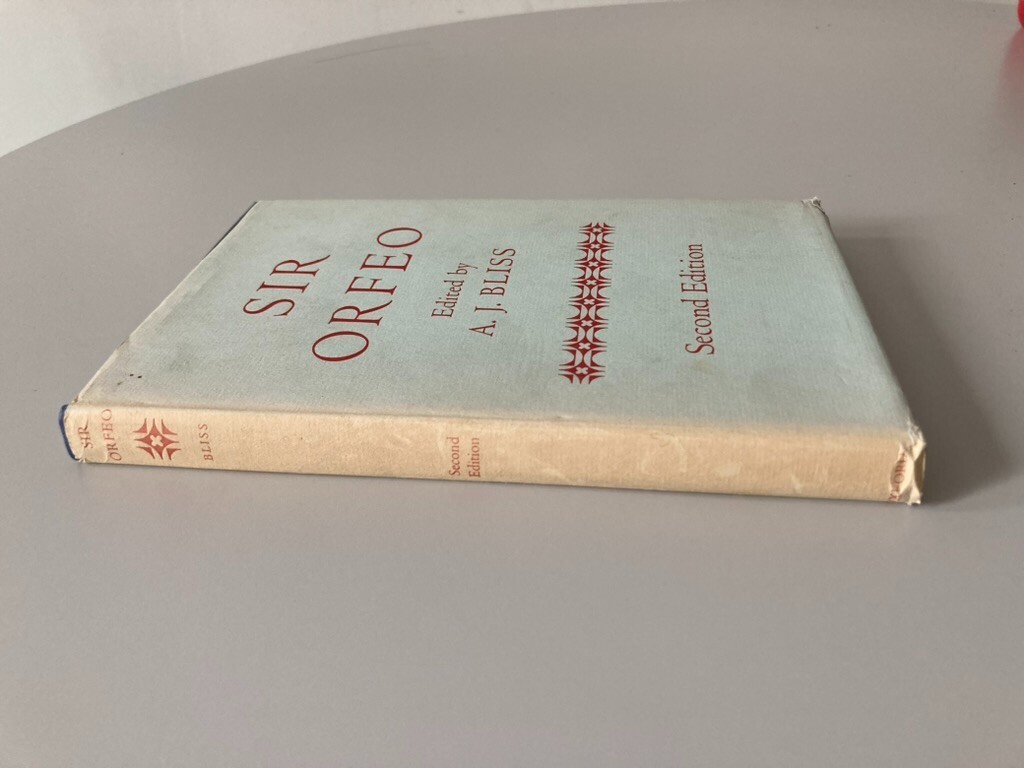 SIR
ORFEO
Edited by
A. J. BLISS
Second Edition
SIR
ORFEO
BLISS
Second
Edition